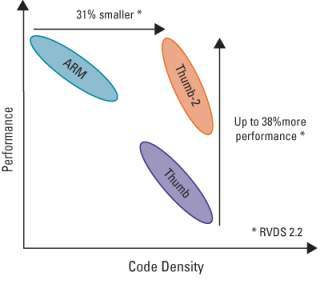 31% smaller *
ARM
Thumb-2
Up to 38%more
performance *
Thumb
Performance
* RVDS 2.2
Code Density